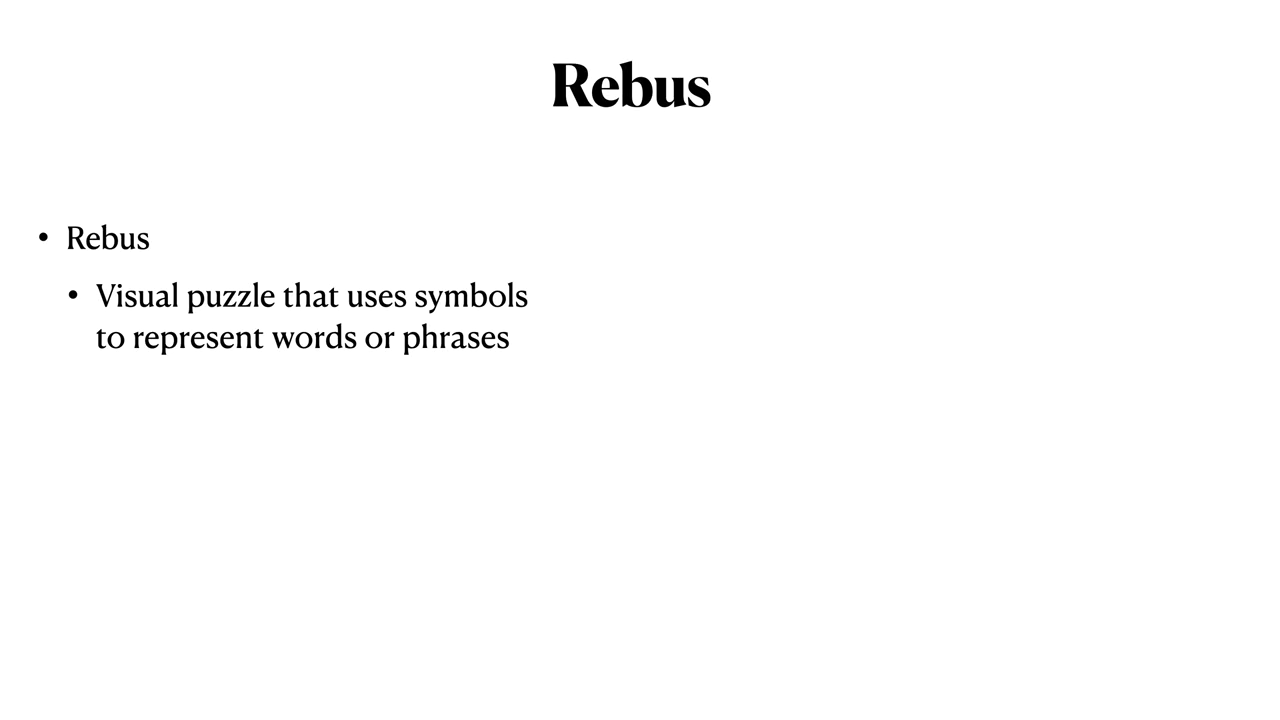 Rebus
• Rebus
• Visual puzzle that uses symbols
to represent words or phrases